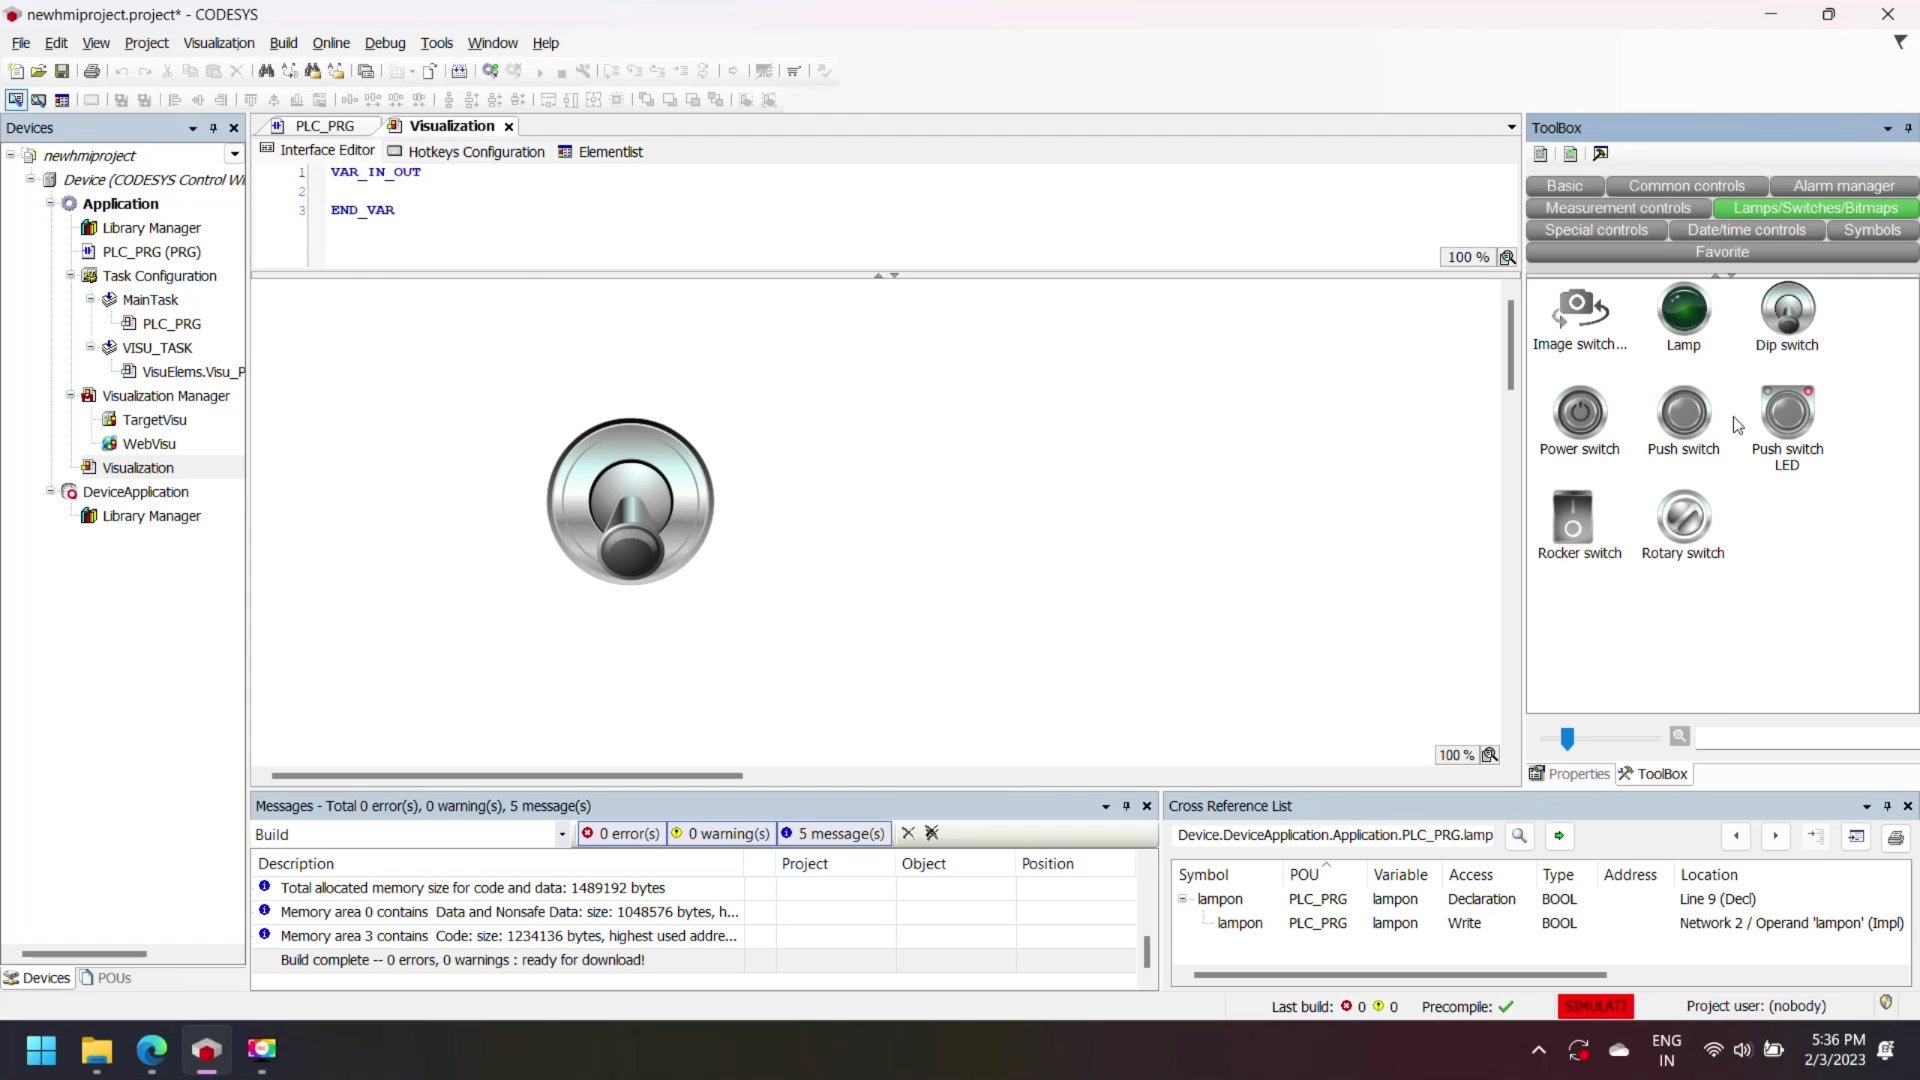 newhmiproject.project* - CODESYS
File Edit View Project Visualization Build Online Debug Tools Window Help
Devices
newhmiproject
Device (CODESYS Control Wi
Application
Library Manager
PLC_PRG (PRG)
Task Configuration
MainTask
PLC_PRG
VISU_TASK
VisuElems.Visu_P
Visualization Manager
TargetVisu
WebVisu
Visualization
DeviceApplication
Library Manager
Devices POUs
PLC_PRG Visualization
Interface Editor Hotkeys Configuration Elementlist
1 VAR_IN_OUT
2
3 END_VAR
100 %
100 %
ToolBox
Basic Common controls Alarm manager
Measurement controls Lamps/Switches/Bitmaps
Special controls Date/time controls Symbols
Favorite
Image switch... Lamp Dip switch
Power switch Push switch Push switch LED
Rocker switch Rotary switch
Properties ToolBox
Messages - Total 0 error(s), 0 warning(s), 5 message(s)
Build 0 error(s) 0 warning(s) 5 message(s)
Description Project Object Position
Total allocated memory size for code and data: 1489192 bytes
Memory area 0 contains Data and Nonsafe Data: size: 1048576 bytes, h...
Memory area 3 contains Code: size: 1234136 bytes, highest used addre...
Build complete -- 0 errors, 0 warnings : ready for download!
Cross Reference List
Device.DeviceApplication.Application.PLC_PRG.lamp
Symbol POU Variable Access Type Address Location
lampon PLC_PRG lampon Declaration BOOL Line 9 (Decl)
lampon PLC_PRG lampon Write BOOL Network 2 / Operand 'lampon' (Impl)
Last build: 0 0 Precompile: SIMULATI Project user: (nobody)
ENG
IN
5:36 PM
2/3/2023